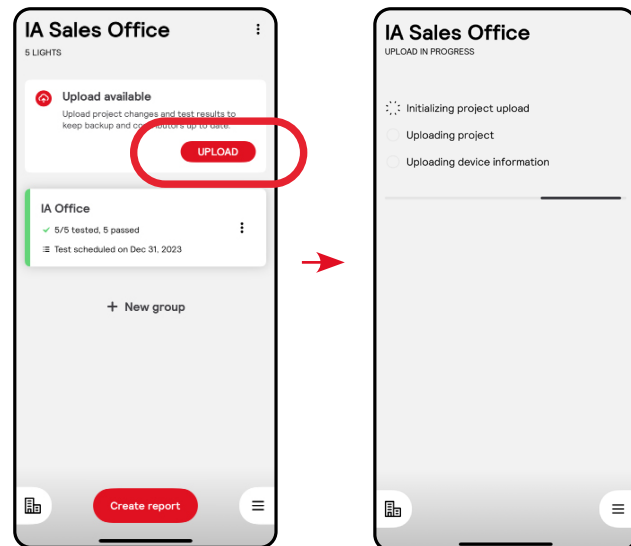 IA Sales Office
5 LIGHTS
Upload available
Upload project changes and test results to
keep backup and contributors up to date.
UPLOAD
IA Office
5/5 tested, 5 passed
Test scheduled on Dec 31, 2023
+ New group
Create report
IA Sales Office
UPLOAD IN PROGRESS
Initializing project upload
Uploading project
Uploading device information